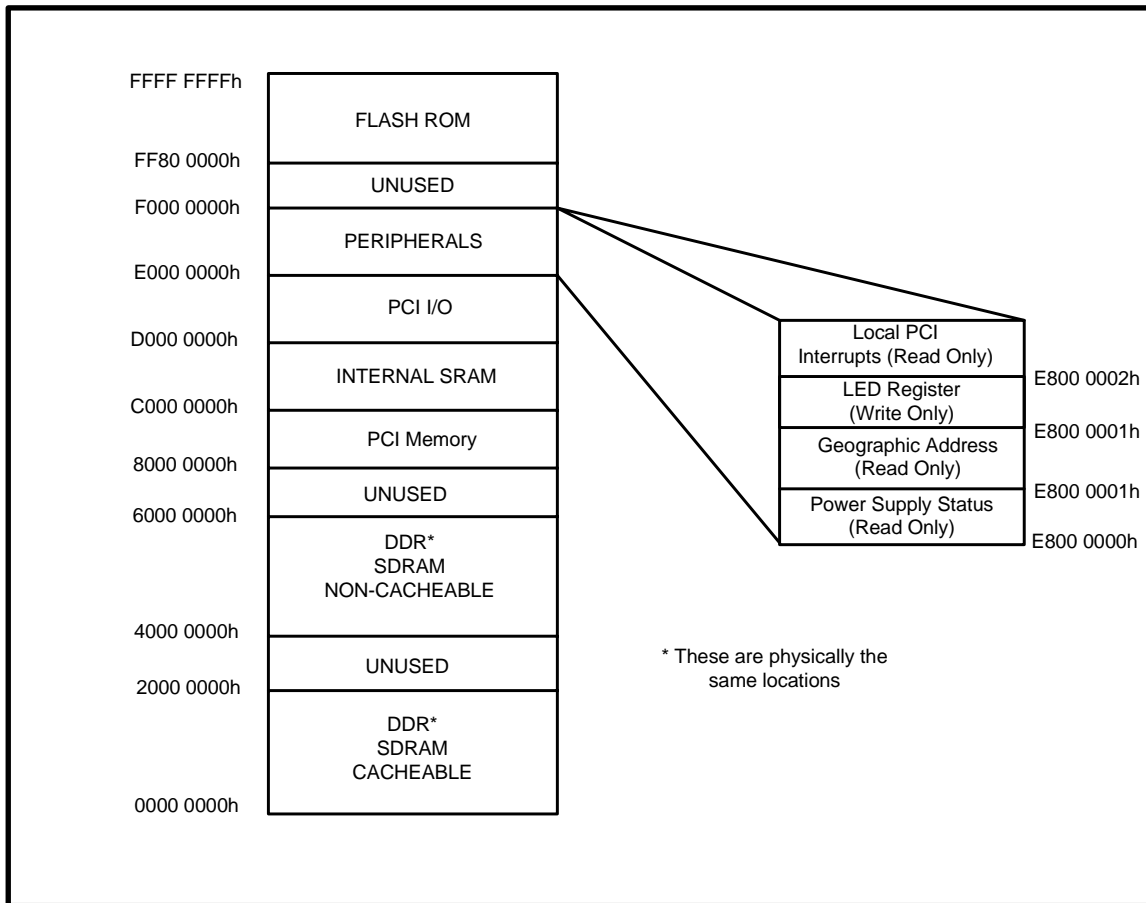 FFFF FFFFh
FLASH ROM
FF80 0000h
UNUSED
F000 0000h
PERIPHERALS
E000 0000h
PCI I/O
D000 0000h
INTERNAL SRAM
C000 0000h
PCI Memory
8000 0000h
UNUSED
6000 0000h
DDR*
SDRAM
NON-CACHEABLE
4000 0000h
UNUSED
2000 0000h
DDR*
SDRAM
CACHEABLE
0000 0000h
Local PCI
Interrupts (Read Only)
E800 0002h
LED Register
(Write Only)
E800 0001h
Geographic Address
(Read Only)
E800 0001h
Power Supply Status
(Read Only)
E800 0000h
* These are physically the
same locations